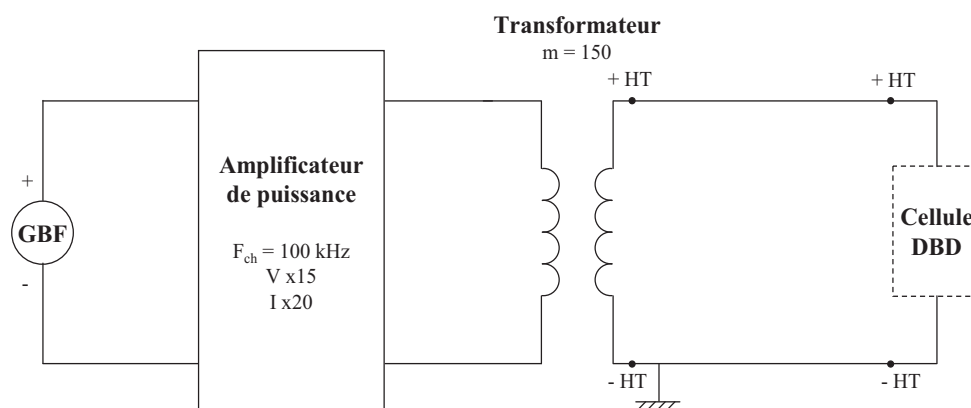 Transformateur
m = 150
+ HT
+ HT
Amplificateur
de puissance
F_ch = 100 kHz
V x15
I x20
+
GBF
-
Cellule
DBD
- HT
- HT